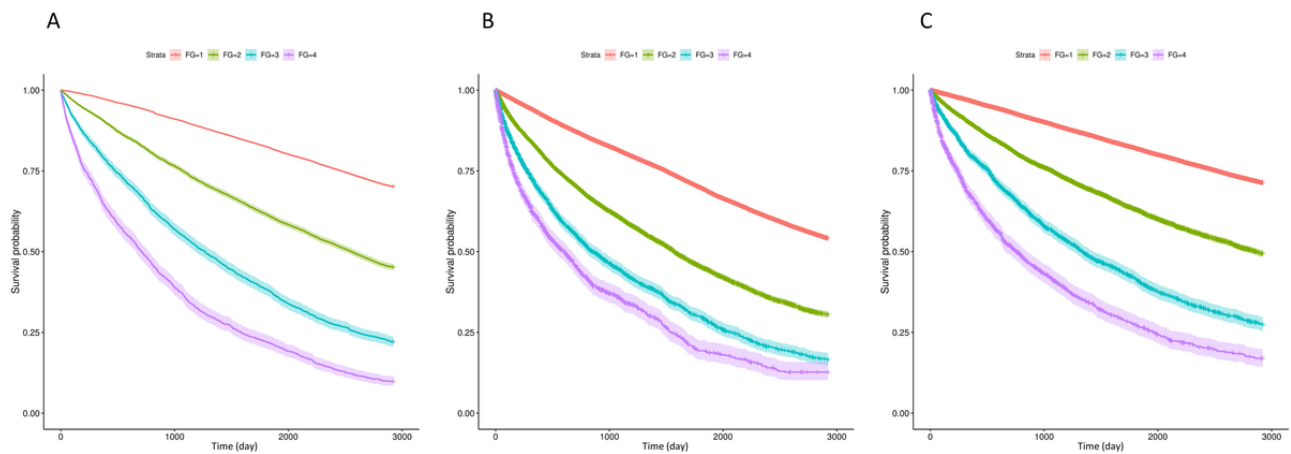 A
Strata FG=1 FG=2 FG=3 FG=4
Survival probability
1.00
0.75
0.50
0.25
0.00
0 1000 2000 3000
Time (day)
B
Strata FG=1 FG=2 FG=3 FG=4
Survival probability
1.00
0.75
0.50
0.25
0.00
0 1000 2000 3000
Time (day)
C
Strata FG=1 FG=2 FG=3 FG=4
Survival probability
1.00
0.75
0.50
0.25
0.00
0 1000 2000 3000
Time (day)